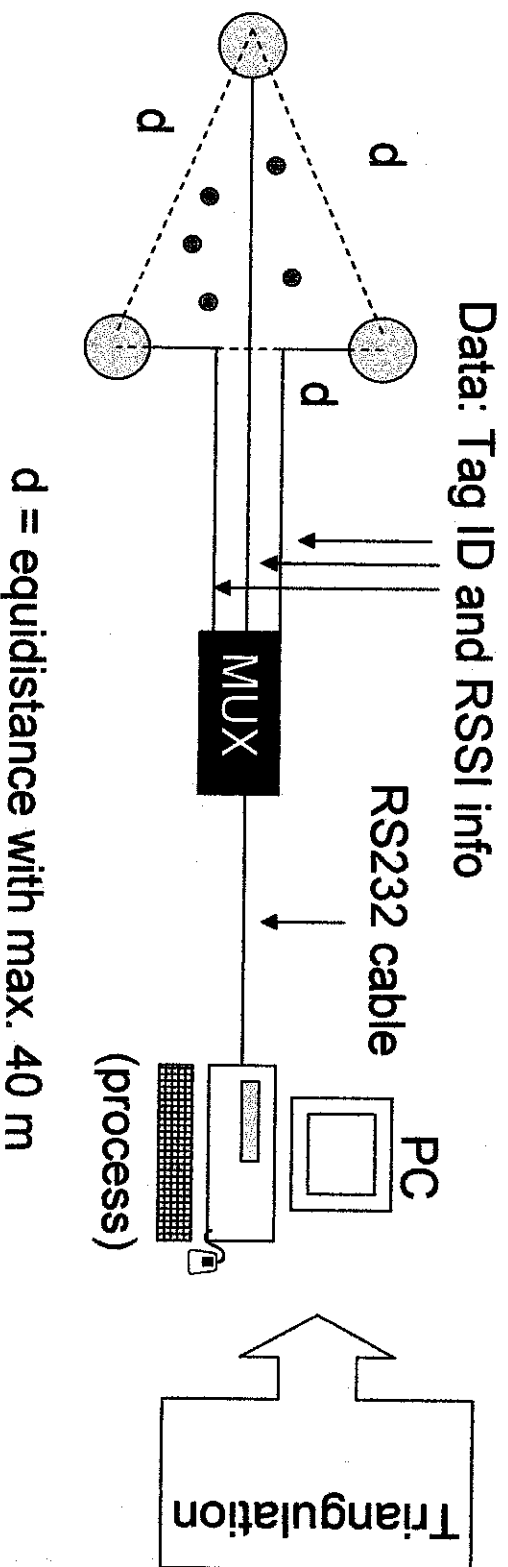 Data: Tag ID and RSSI info
RS232 cable
PC
d
d
d
MUX
(process)
Triangulation
d = equidistance with max. 40 m